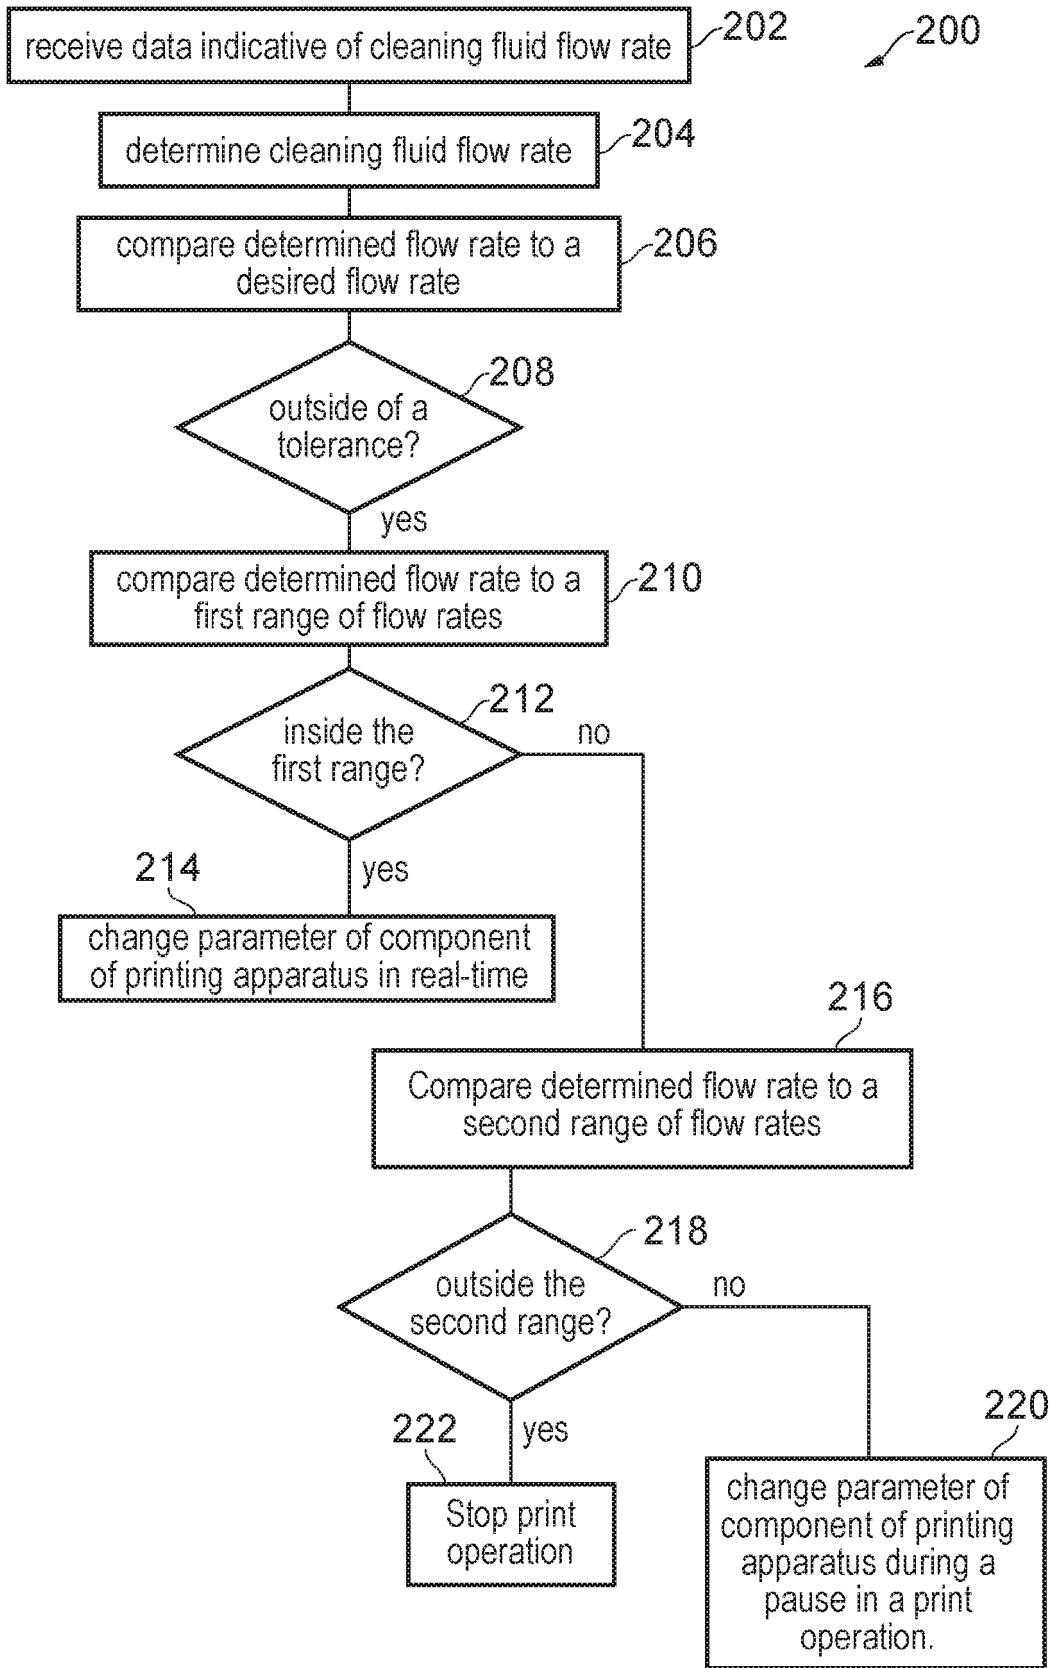 202
200
receive data indicative of cleaning fluid flow rate
204
determine cleaning fluid flow rate
206
compare determined flow rate to a
desired flow rate
208
outside of a
tolerance?
yes
210
compare determined flow rate to a
first range of flow rates
212
inside the
first range?
no
yes
214
change parameter of component
of printing apparatus in real-time
216
Compare determined flow rate to a
second range of flow rates
218
outside the
second range?
no
yes
222
Stop print
operation
220
change parameter of
component of printing
apparatus during a
pause in a print
operation.